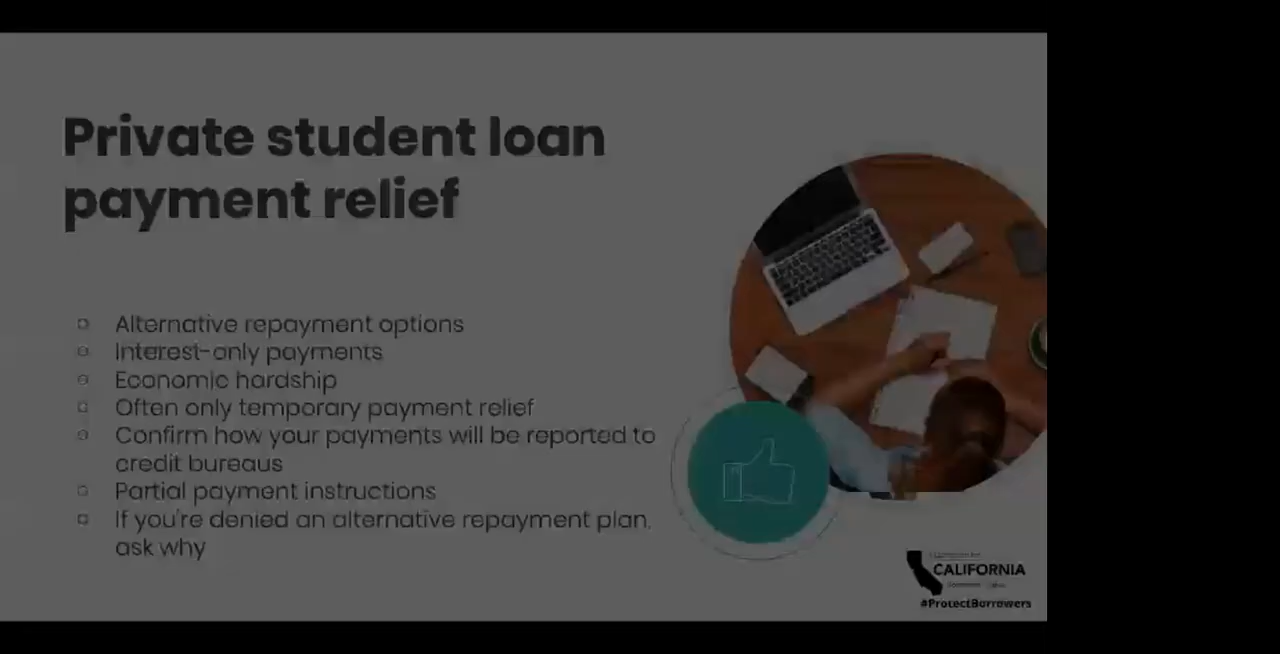 Private student loan
payment relief
Alternative repayment options
Interest-only payments
Economic hardship
Often only temporary payment relief
Confirm how your payments will be reported to
credit bureaus
Partial payment instructions
If you're denied an alternative repayment plan,
ask why
CALIFORNIA
#ProtectBorrowers